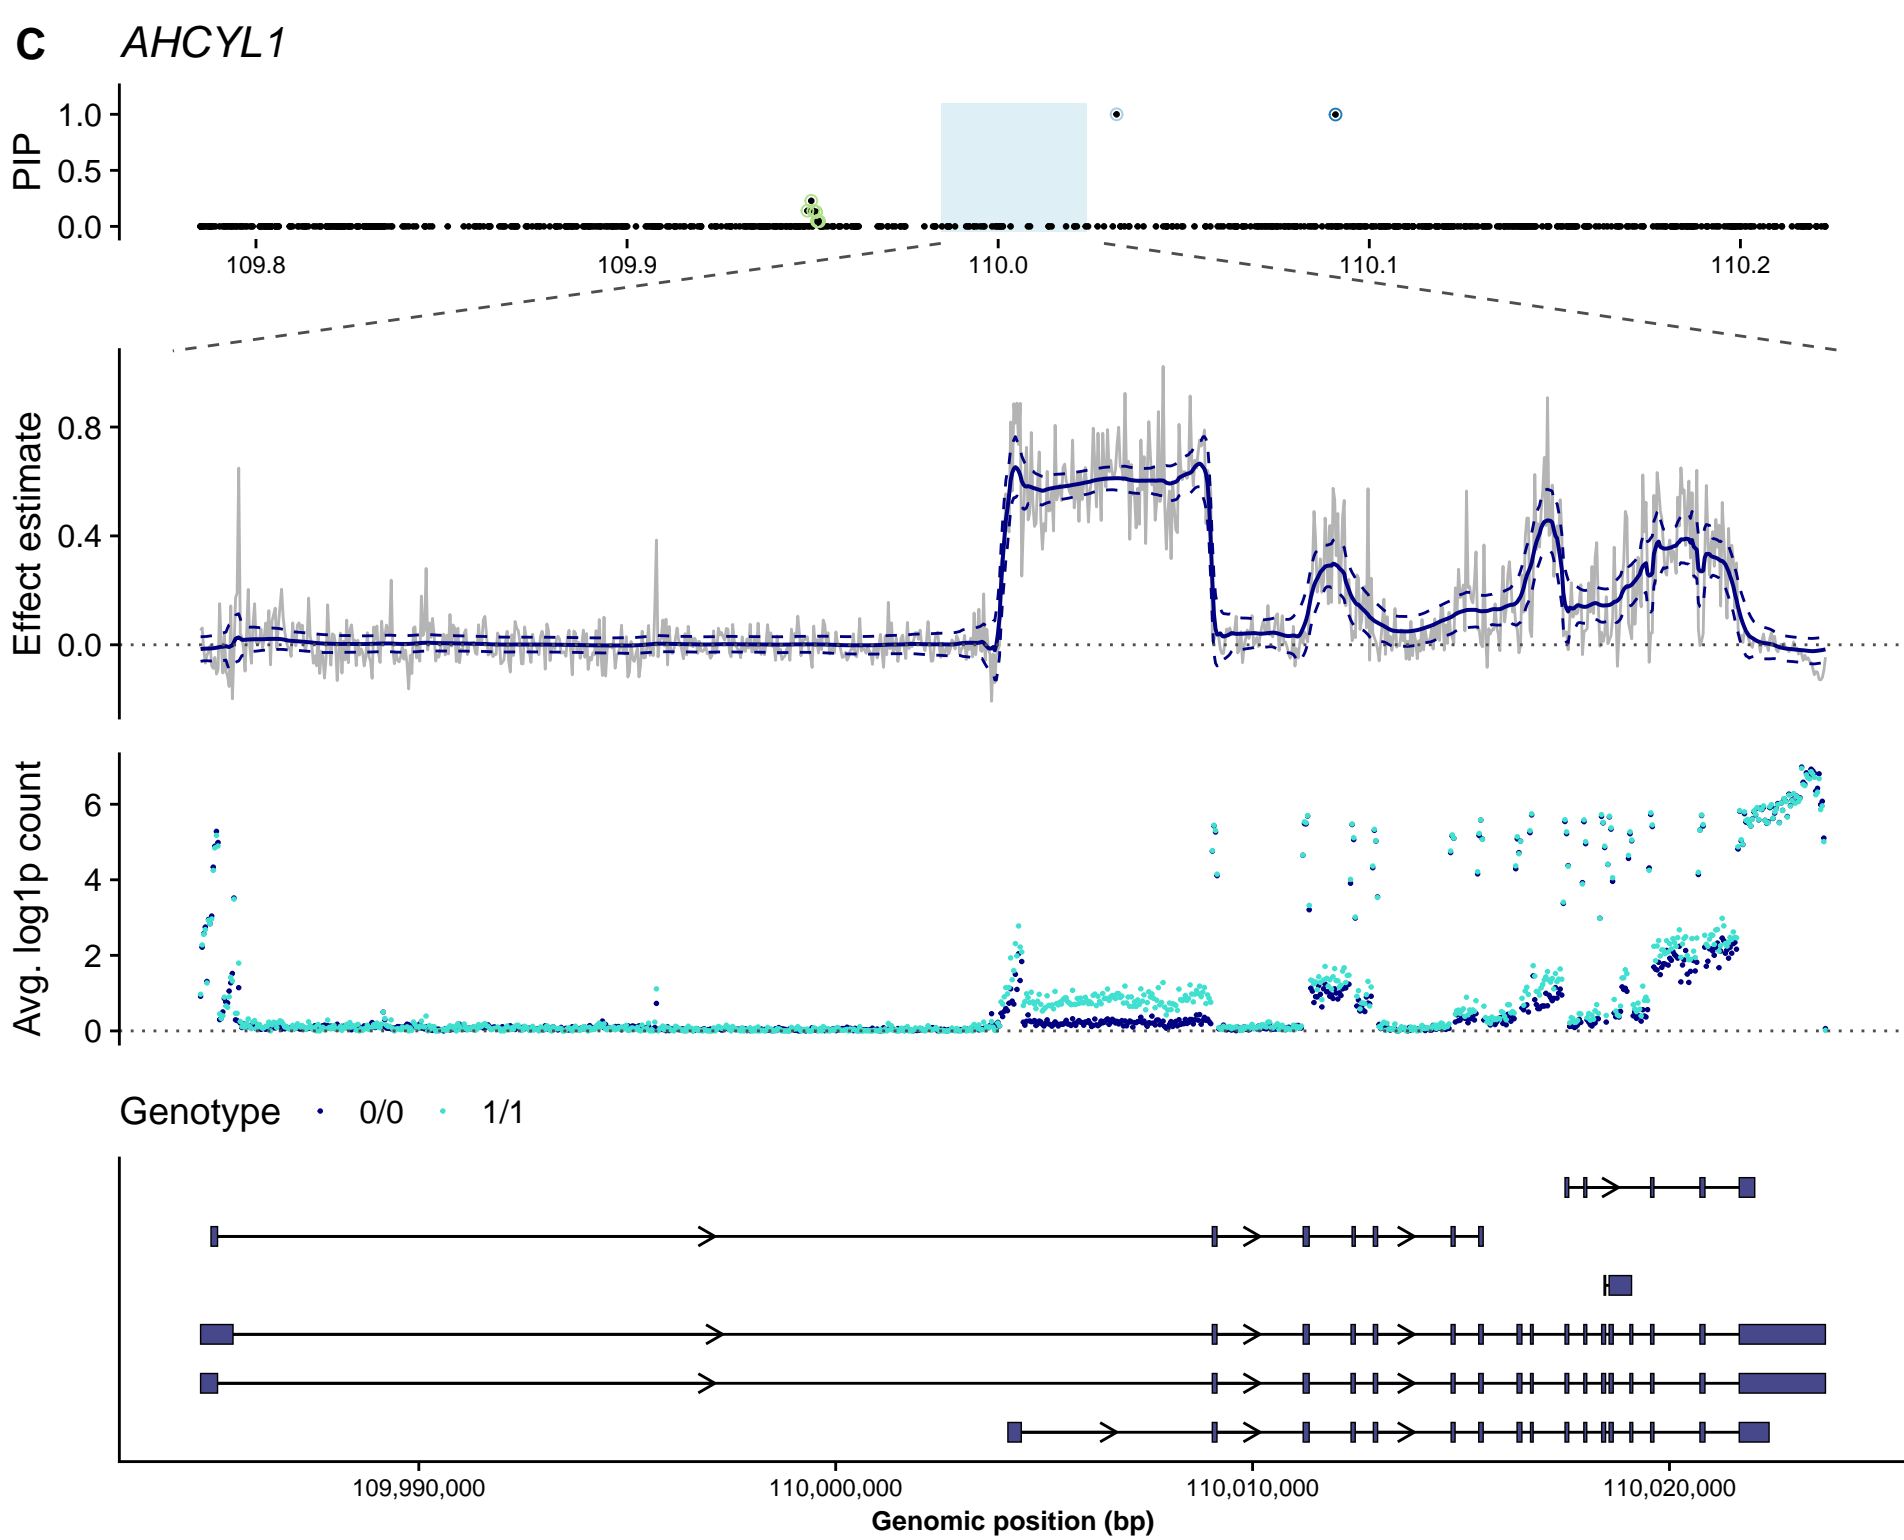 C AHCYL1
PIP
1.0
0.5
0.0
109.8 109.9 110.0 110.1 110.2
Effect estimate
0.8
0.4
0.0
Avg. log1p count
6
4
2
0
Genotype 0/0 1/1
109,990,000 110,000,000 110,010,000 110,020,000
Genomic position (bp)